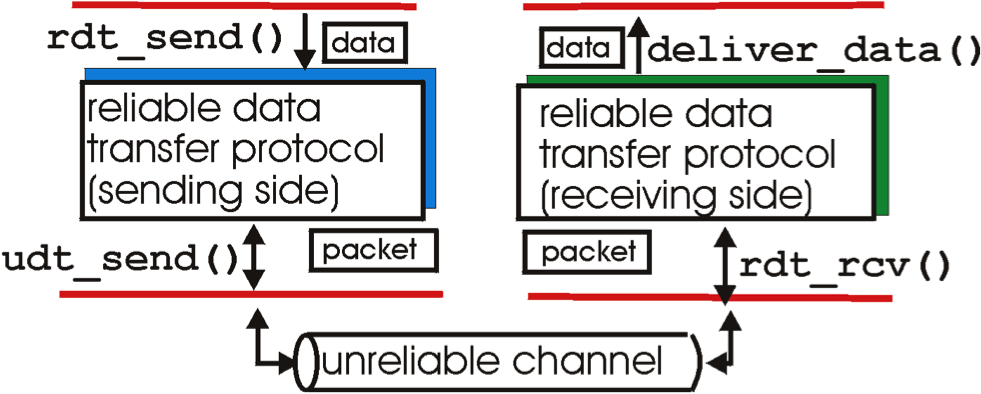 rdt_send()
data
data
deliver_data()
reliable data
transfer protocol
(sending side)
reliable data
transfer protocol
(receiving side)
udt_send()
packet
packet
rdt_rcv()
unreliable channel